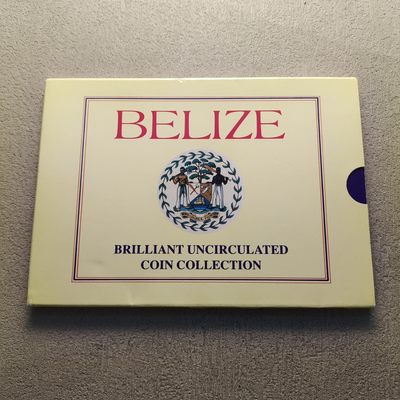 BELIZE
BRILLIANT UNCIRCULATED
COIN COLLECTION